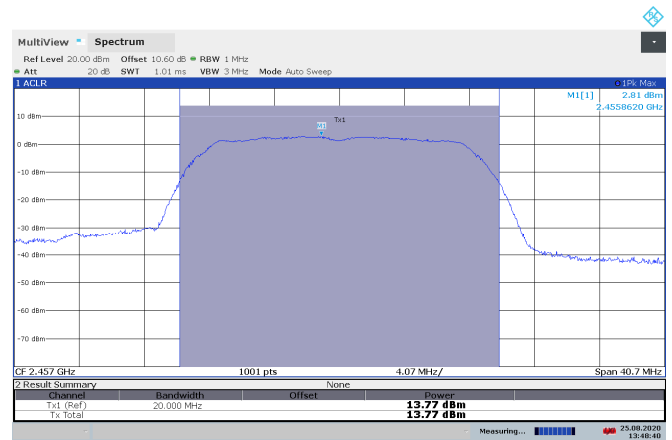 MultiView Spectrum
Ref Level 20.00 dBm Offset 10.60 dB RBW 1 MHz
Att 20 dB SWT 1.01 ms VBW 3 MHz Mode Auto Sweep
1 ACLR 1Pk Max
M1[1] 2.81 dBm
2.4558620 GHz
10 dBm
M1
Tx1
0 dBm
-10 dBm
-20 dBm
-30 dBm
-40 dBm
-50 dBm
-60 dBm
-70 dBm
CF 2.457 GHz 1001 pts 4.07 MHz/ Span 40.7 MHz
2 Result Summary None
Channel Bandwidth Offset Power
Tx1 (Ref) 20.000 MHz 13.77 dBm
Tx Total 13.77 dBm
Measuring... 25.08.2020
13:48:40